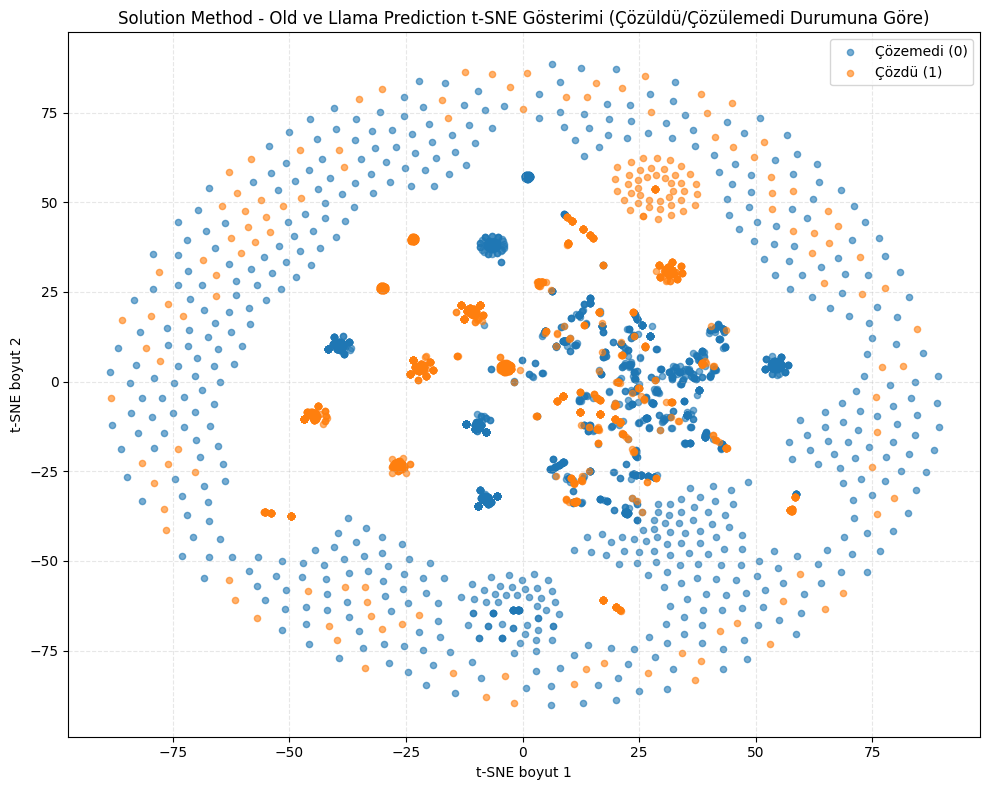 Solution Method - Old ve Llama Prediction t-SNE Gösterimi (Çözüldü/Çözülemedi Durumuna Göre)
Çözemedi (0)
Çözdü (1)
75
50
25
0
−25
−50
−75
t-SNE boyut 2
−75
−50
−25
0
25
50
75
t-SNE boyut 1